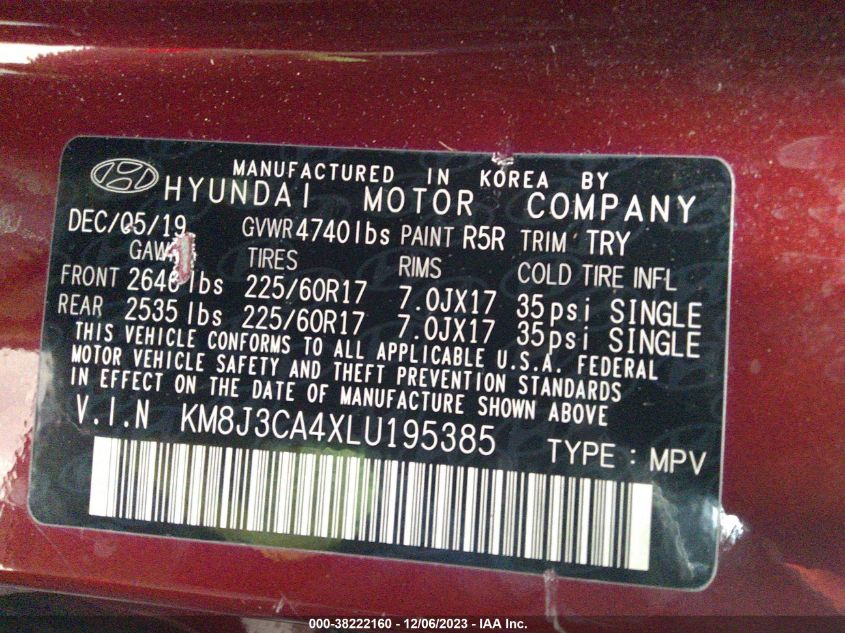 MANUFACTURED IN KOREA BY
HYUNDAI MOTOR COMPANY
DEC/05/19 GVWR 4740lbs PAINT R5R TRIM TRY
TIRES RIMS COLD TIRE INFL
FRONT lbs 225/60R17 7.0JX17 35psi SINGLE
REAR 2535 lbs 225/60R17 7.0JX17 35psi SINGLE
THIS VEHICLE CONFORMS TO ALL APPLICABLE U.S.A. FEDERAL
MOTOR VEHICLE SAFETY AND THEFT PREVENTION STANDARDS
IN EFFECT ON THE DATE OF MANUFACTURE SHOWN ABOVE
V.I.N KM8J3CA4XLU195385
TYPE : MPV
000-38222160 - 12/06/2023 - IAA Inc.